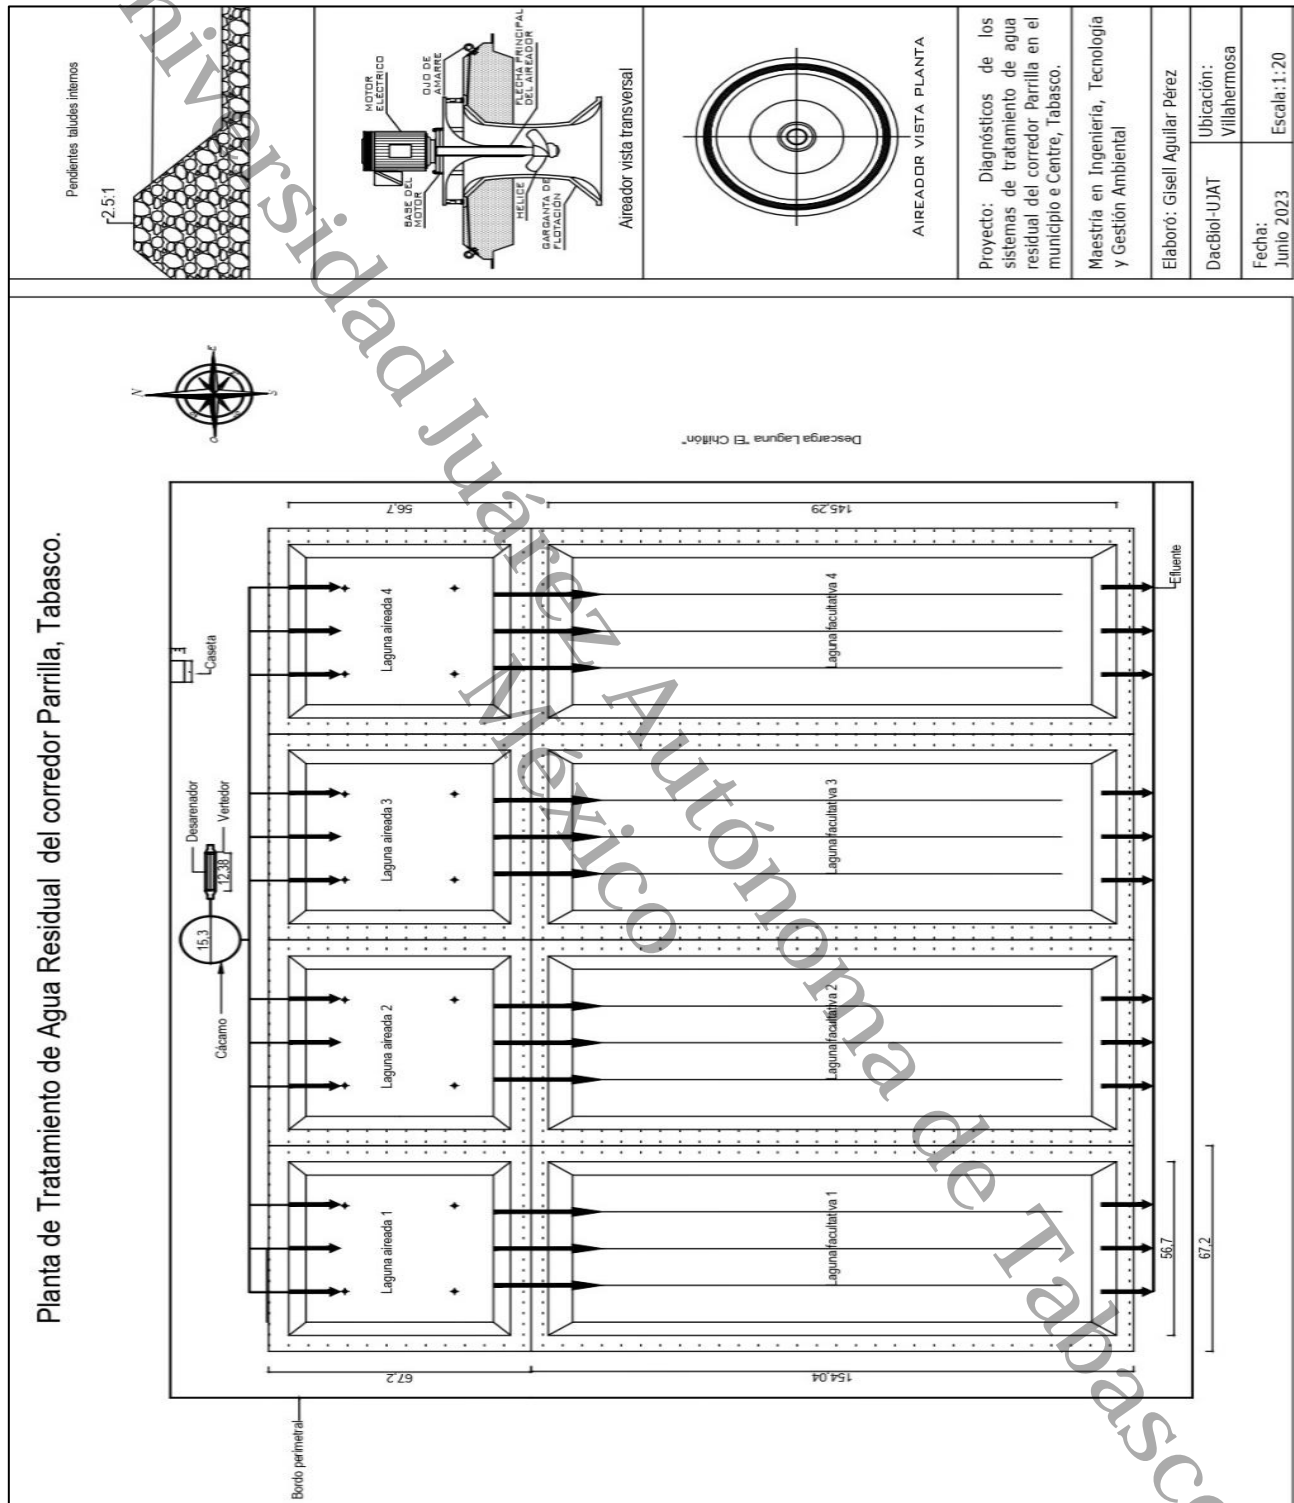 Planta de Tratamiento de Agua Residual del corredor Parrilla, Tabasco.
Bordo perimetral
Cácamo
15,3
Desarenador
Vertedor
12,38
Caseta
N
E
S
O
Laguna aireada 1
Laguna aireada 2
Laguna aireada 3
Laguna aireada 4
67,2
56,7
Laguna facultativa 1
Laguna facultativa 2
Laguna facultativa 3
Laguna facultativa 4
154,04
145,29
56,7
67,2
Efluente
Descarga Laguna "El Chiflón"
Pendientes taludes internos
2.5:1
MOTOR
ELÉCTRICO
BASE DEL
MOTOR
OJO DE
AMARRE
HELICE
FLECHA PRINCIPAL
DEL AIREADOR
GARGANTA DE
FLOTACIÓN
Aireador vista transversal
AIREADOR VISTA PLANTA
Proyecto: Diagnósticos de los
sistemas de tratamiento de agua
residual del corredor Parrilla en el
municipio e Centre, Tabasco.
Maestría en Ingeniería, Tecnología
y Gestión Ambiental
Elaboró: Gisell Aguilar Pérez
DacBiol-UJAT
Ubicación:
Villahermosa
Fecha:
Junio 2023
Escala:1:20
niversidad Juárez Autónoma de Tabasco
México